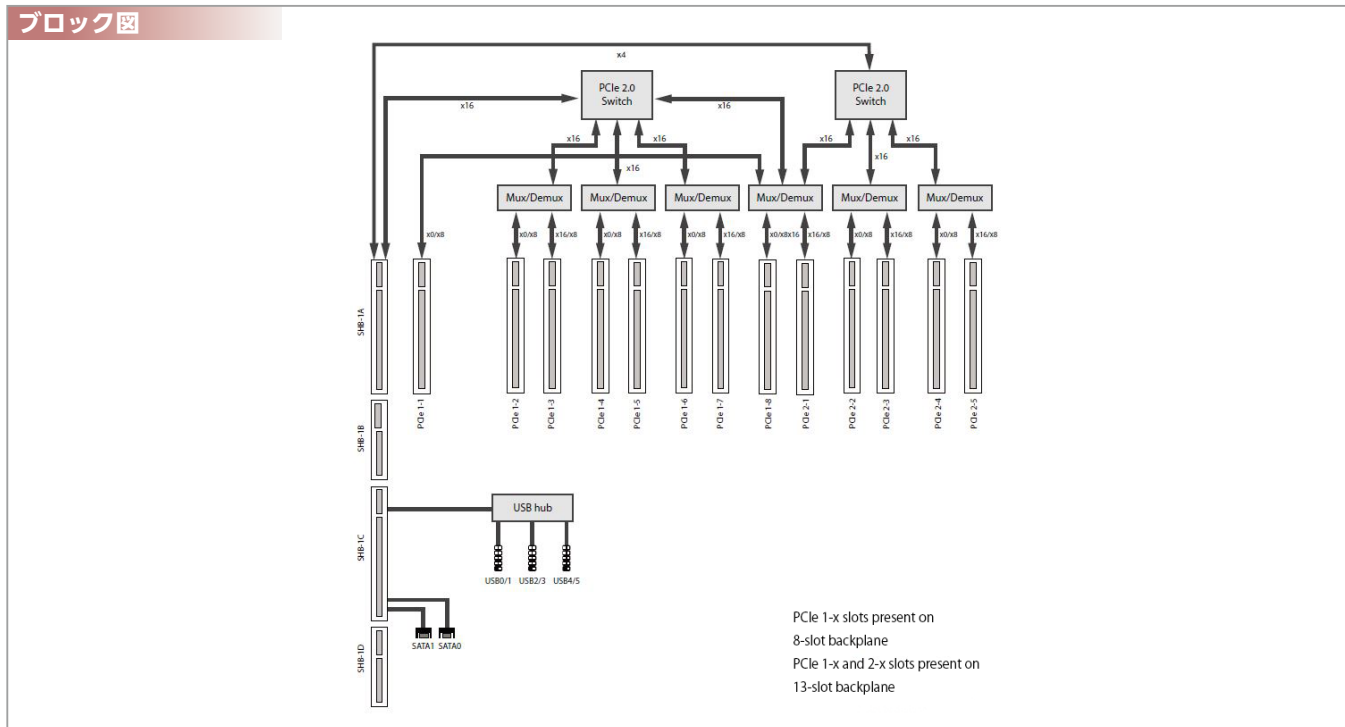 ブロック図
x4
PCIe 2.0
Switch
PCIe 2.0
Switch
x16
x16
x16
x16
x16
x16
x16
x16
Mux/Demux
Mux/Demux
Mux/Demux
Mux/Demux
Mux/Demux
Mux/Demux
x0/x8
x0/x8
x16/x8
x0/x8
x16/x8
x0/x8
x16/x8
x0/x8x16
x16/x8
x0/x8
x16/x8
x0/x8
x16/x8
SHB-1A
PCIe 1-1
PCIe 1-2
PCIe 1-3
PCIe 1-4
PCIe 1-5
PCIe 1-6
PCIe 1-7
PCIe 1-8
PCIe 2-1
PCIe 2-2
PCIe 2-3
PCIe 2-4
PCIe 2-5
SHB-1B
SHB-1C
USB hub
USB0/1
USB2/3
USB4/5
SATA1
SATA0
SHB-1D
PCIe 1-x slots present on
8-slot backplane
PCIe 1-x and 2-x slots present on
13-slot backplane